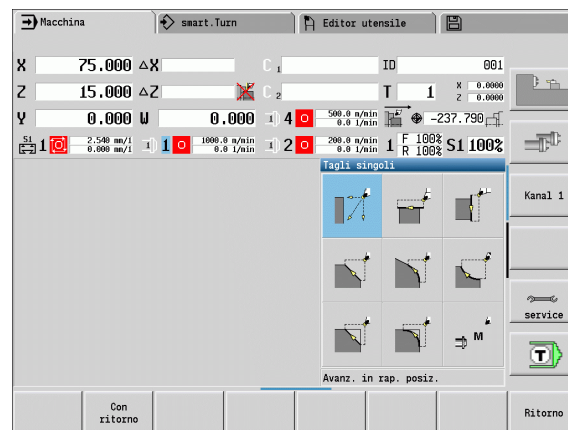 Macchina smart.Turn Editor utensile
X 75.000 △X C 1 ID 001
Z 15.000 △Z C 2 T 1 X 0.0000 Z 0.0000
Y 0.000 W 0.000 4 500.0 m/min 0.0 1/min -237.790
S1 1 2.540 mm/1 0.000 mm/1 1 1000.0 m/min 0.0 1/min 2 200.0 m/min 0.0 1/min 1 F 100% R 100% S1 100%
Tagli singoli
Kanal 1
M
service
T
Avanz. in rap. posiz.
Con ritorno
Ritorno